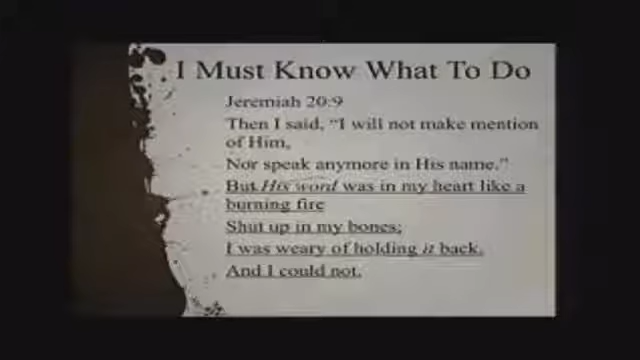 I Must Know What To Do
Jeremiah 20:9
Then I said, “I will not make mention
of Him,
Nor speak anymore in His name.”
But His word was in my heart like a
burning fire
Shut up in my bones;
I was weary of holding it back,
And I could not.